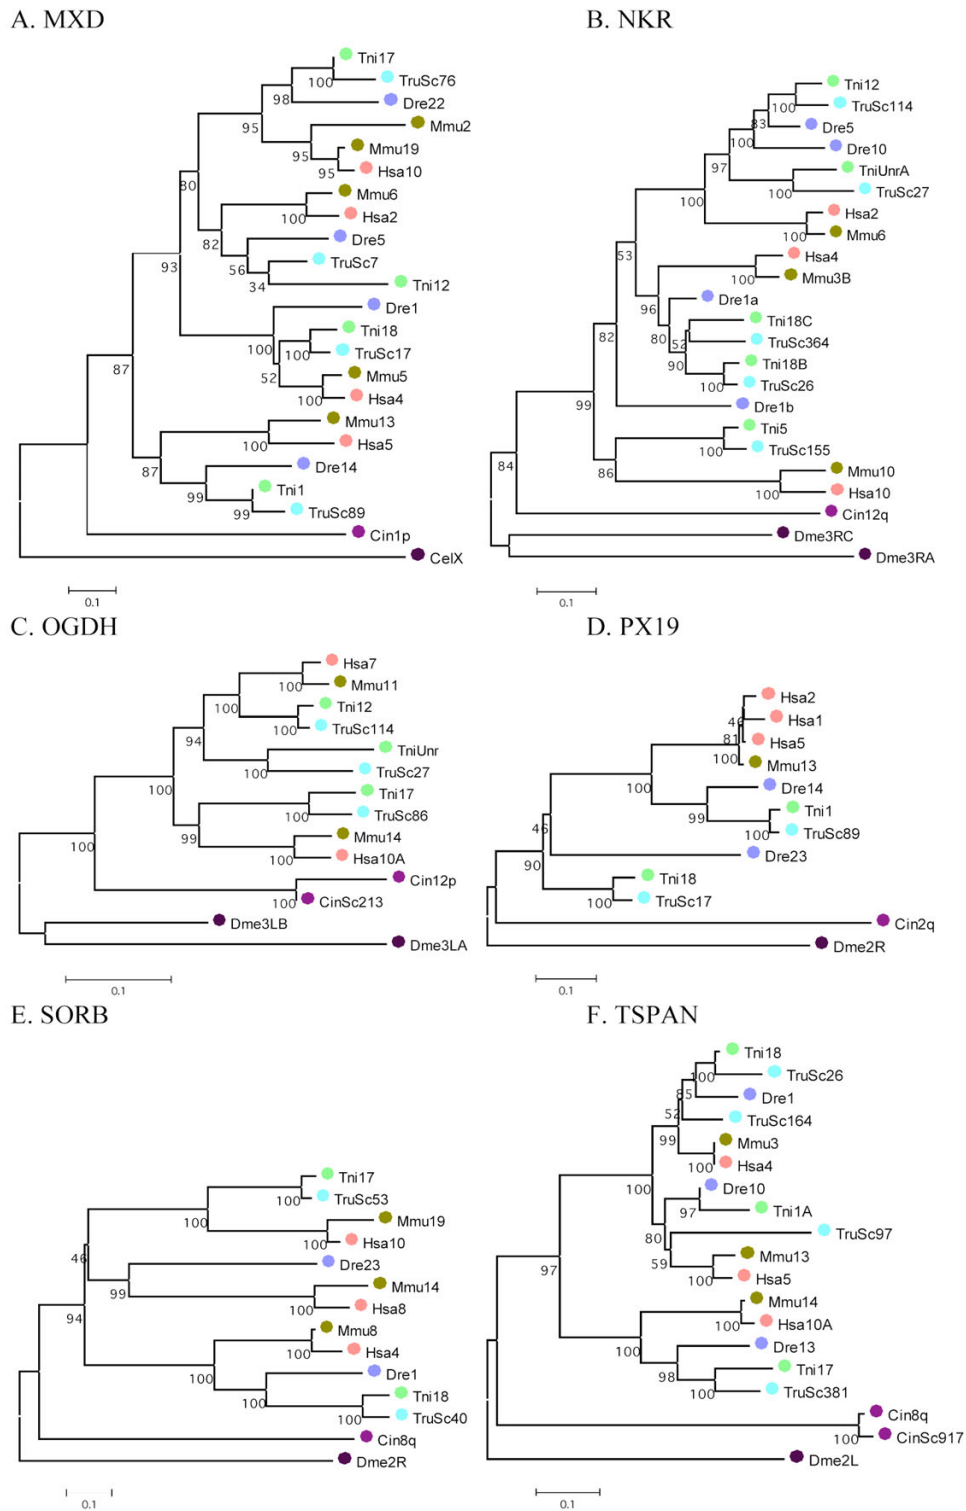 A. MXD
Tni17
TruSc76
100
Dre22
98
Mmu2
95
Mmu19
95
Hsa10
95
80
Mmu6
Hsa2
100
Dre5
82
TruSc7
56
Tni12
34
93
Dre1
Tni18
TruSc17
100
100
Mmu5
52
Hsa4
100
87
Mmu13
Hsa5
100
Dre14
87
Tni1
99
TruSc89
99
Cin1p
CelX
0.1
B. NKR
Tni12
TruSc114
100
Dre5
83
Dre10
100
TniUnrA
97
TruSc27
100
100
Hsa2
Mmu6
100
Hsa4
53
Mmu3B
100
Dre1a
96
Tni18C
TruSc364
82
80
52
Tni18B
90
TruSc26
100
Dre1b
99
Tni5
TruSc155
100
84
Mmu10
86
Hsa10
100
Cin12q
Dme3RC
Dme3RA
0.1
C. OGDH
Hsa7
Mmu11
100
Tni12
100
TruSc114
100
94
TniUnr
TruSc27
100
100
Tni17
TruSc86
100
99
Mmu14
100
Hsa10A
100
Cin12p
CinSc213
100
Dme3LB
Dme3LA
0.1
D. PX19
Hsa2
46
Hsa1
81
Hsa5
100
Mmu13
100
Dre14
Tni1
99
TruSc89
100
46
Dre23
90
Tni18
TruSc17
100
Cin2q
Dme2R
0.1
E. SORB
Tni17
TruSc53
100
Mmu19
100
Hsa10
100
46
Dre23
Mmu14
99
Hsa8
100
94
Mmu8
Hsa4
100
Dre1
100
Tni18
100
TruSc40
100
Cin8q
Dme2R
0.1
F. TSPAN
Tni18
TruSc26
100
Dre1
85
TruSc164
52
Mmu3
99
Hsa4
100
Dre10
100
Tni1A
97
TruSc97
80
Mmu13
59
Hsa5
100
97
Mmu14
Hsa10A
100
Dre13
100
Tni17
98
TruSc381
100
Cin8q
CinSc917
100
Dme2L
0.1